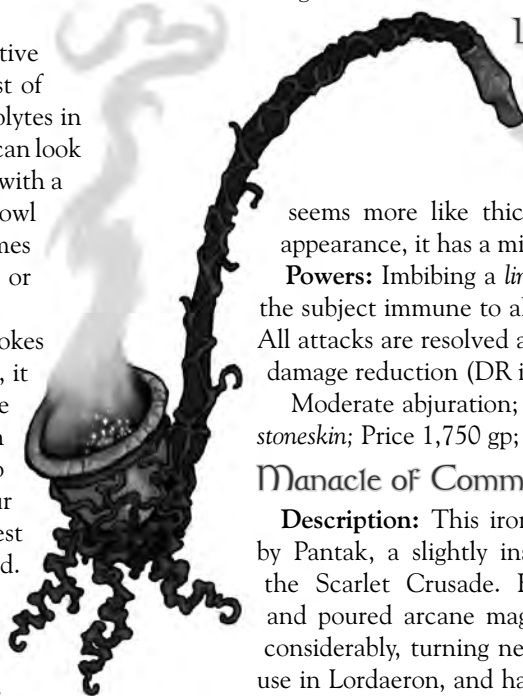 tive
st of
olytes in
can look
with a
owl
mes
or
okes
, it
e
n
o
ur
est
d.
seems more like thic
appearance, it has a mi
Powers: Imbibing a lin
the subject immune to al
All attacks are resolved a
damage reduction (DR i
Moderate abjuration;
stoneskin; Price 1,750 gp;
Manacle of Comm
Description: This iron
by Pantak, a slightly ins
the Scarlet Crusade.
and poured arcane mag
considerably, turning ne
use in Lordaeron, and ha